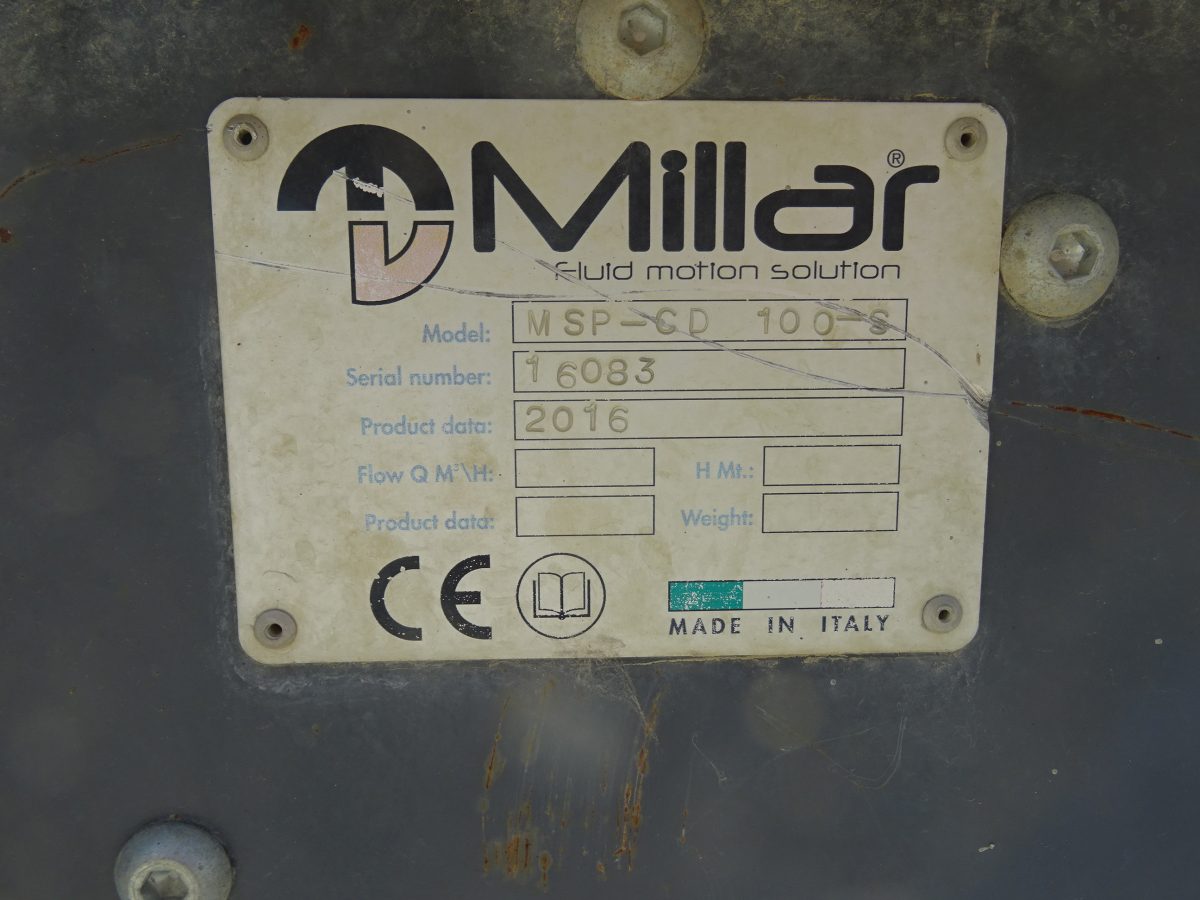 Millar®
fluid motion solution
Model: MSP-CD 100-S
Serial number: 16083
Product data: 2016
Flow Q M³\H: H Mt.:
Product data: Weight:
CE
MADE IN ITALY